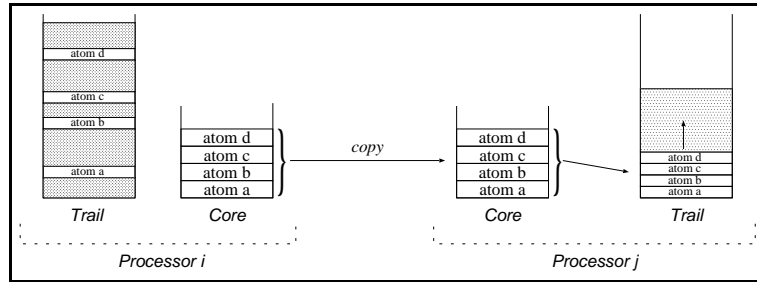 atom d
atom c
atom b
atom a
Trail
atom d
atom c
atom b
atom a
Core
Processor i
copy
atom d
atom c
atom b
atom a
Core
atom d
atom c
atom b
atom a
Trail
Processor j